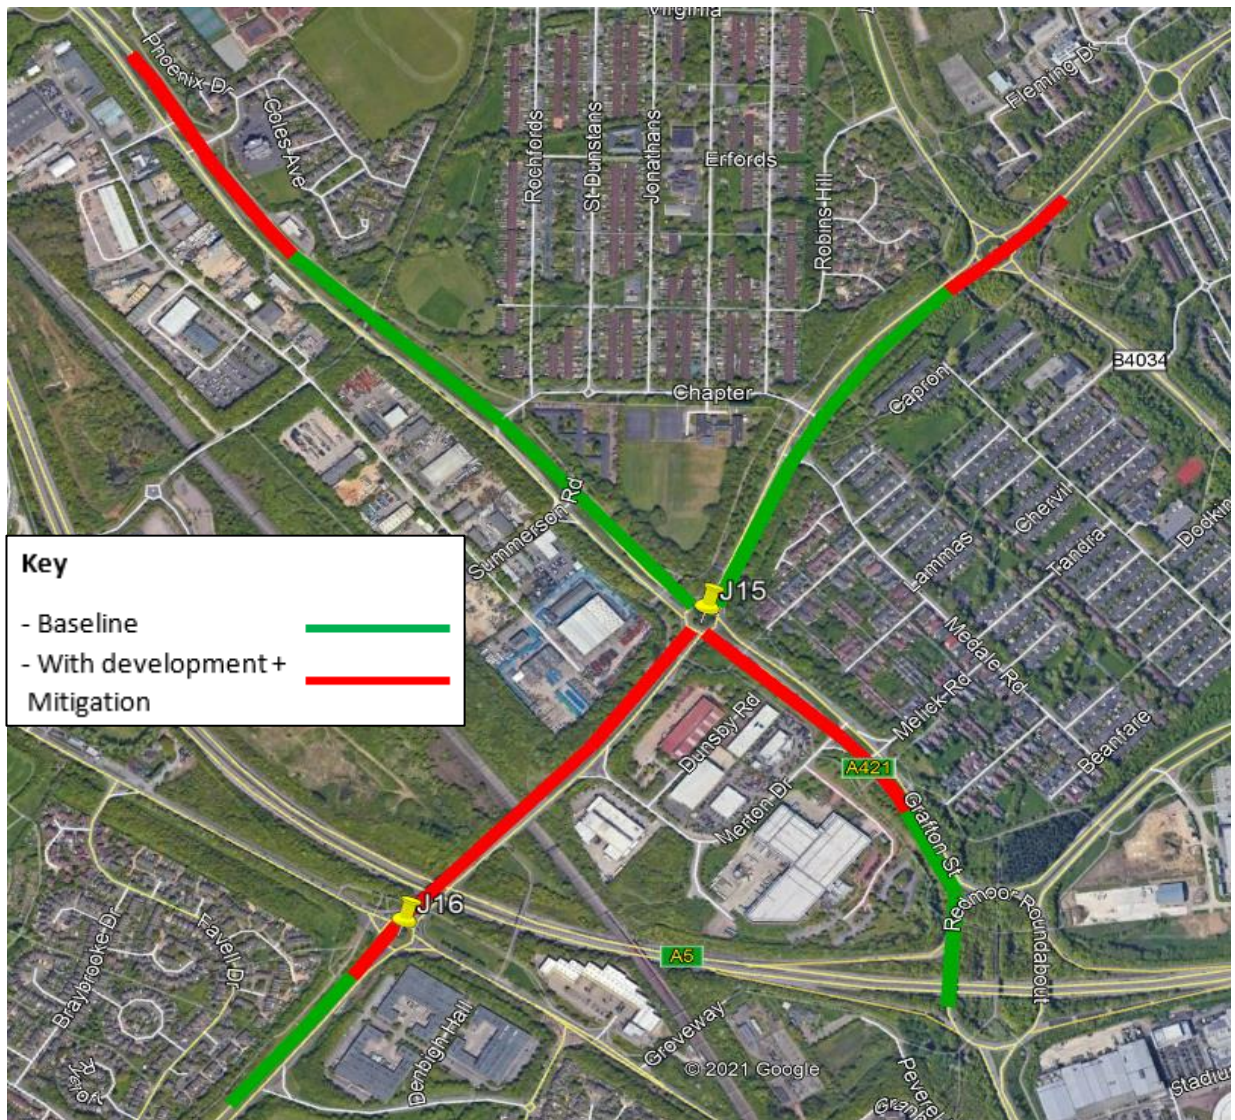 Virginia
Phoenix Dr
Coles Ave
Fleming Dr
Rochfords
St Dunstans
Jonathans
Erfords
Robins Hill
B4034
Capron
Chapter
Chervil
Dodkin
Summerson Rd
Lammas
Tandra
Key
- Baseline
- With development +
Mitigation
J15
Medale Rd
Melick Rd
Beanfare
Dunsby Rd
A421
Merton Dr
Grafton St
J16
Redmoor Roundabout
Favell Dr
Braybrooke Dr
A5
Denbigh Hall
Groveway
© 2021 Google
Stadiu